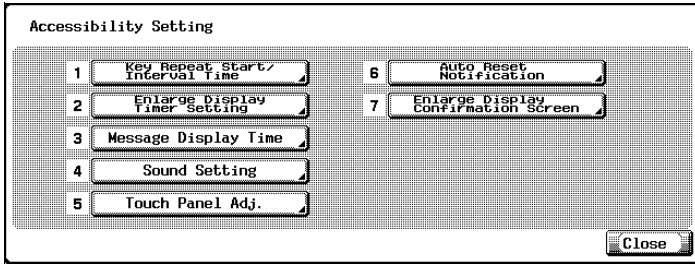 Accessibility Setting
1
Key Repeat Start/
Interval Time
2
Enlarge Display
Timer Setting
3
Message Display Time
4
Sound Setting
5
Touch Panel Adj.
6
Auto Reset
Notification
7
Enlarge Display
Confirmation Screen
Close